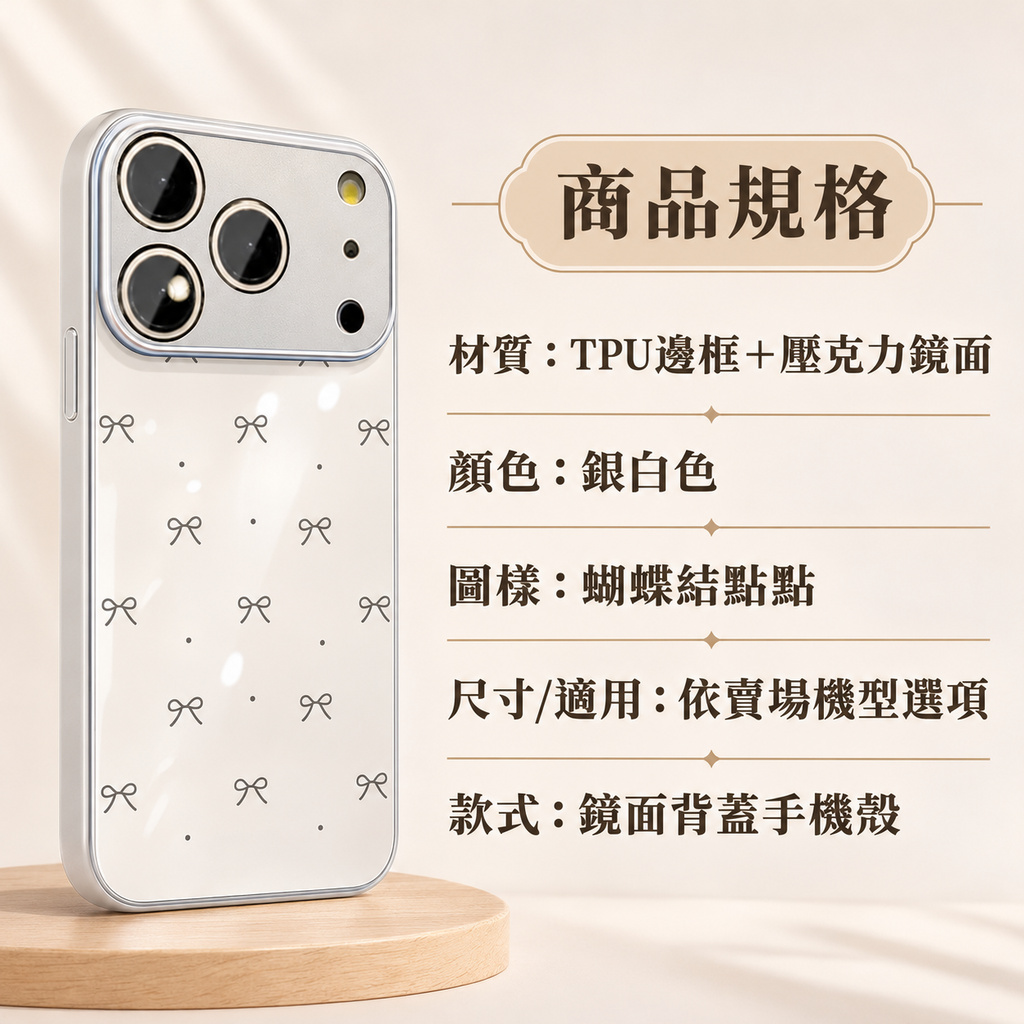 商品規格
材質：TPU邊框＋壓克力鏡面
顏色：銀白色
圖樣：蝴蝶結點點
尺寸/適用：依賣場機型選項
款式：鏡面背蓋手機殼